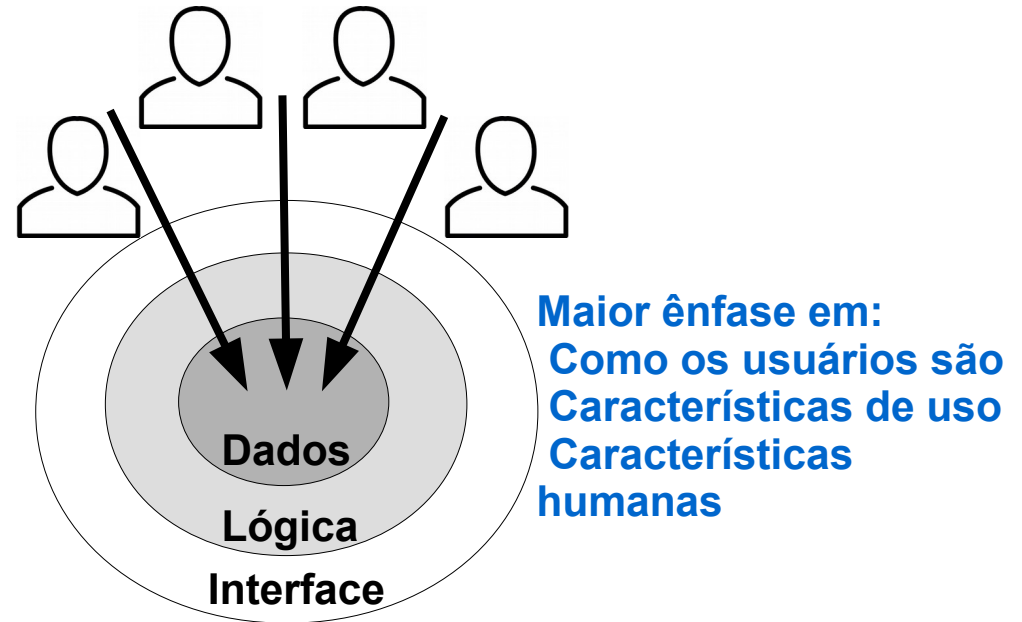 Maior ênfase em:
Como os usuários são
Características de uso
Características
humanas
Dados
Lógica
Interface